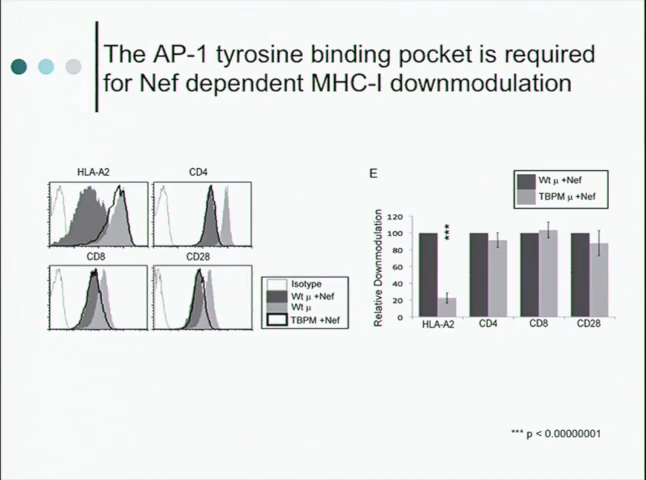 The AP-1 tyrosine binding pocket is required
for Nef dependent MHC-I downmodulation
HLA-A2
CD4
CD8
CD28
Isotype
Wt μ +Nef
Wt μ
TBPM +Nef
E
Wt μ +Nef
TBPM μ +Nef
Relative Downmodulation
120
100
80
60
40
20
0
***
HLA-A2
CD4
CD8
CD28
*** p < 0.00000001